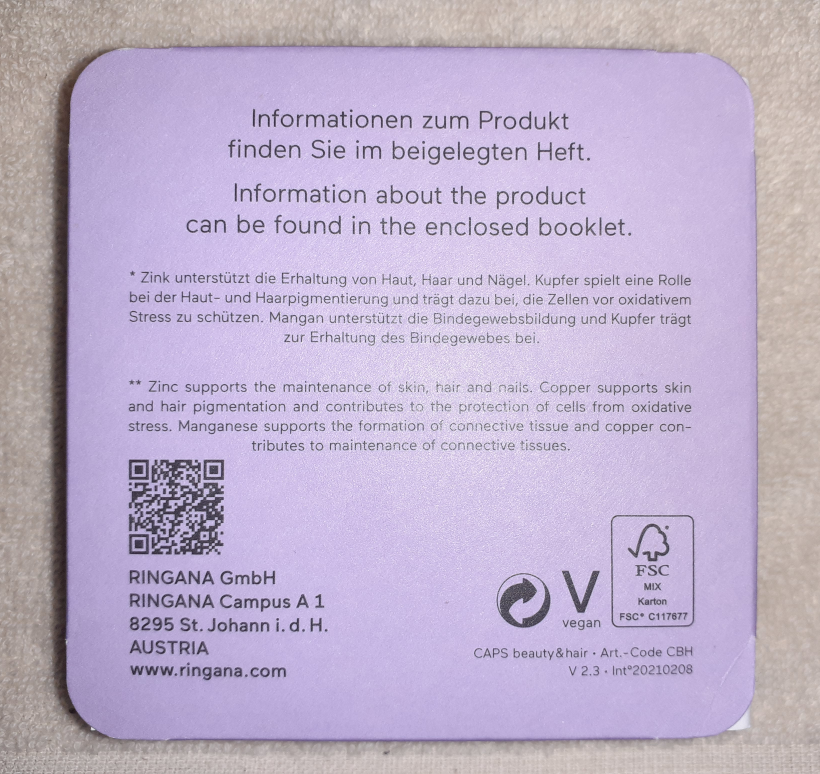 Informationen zum Produkt
finden Sie im beigelegten Heft.
Information about the product
can be found in the enclosed booklet.
* Zink unterstützt die Erhaltung von Haut, Haar und Nägel. Kupfer spielt eine Rolle
bei der Haut- und Haarpigmentierung und trägt dazu bei, die Zellen vor oxidativem
Stress zu schützen. Mangan unterstützt die Bindegewebsbildung und Kupfer trägt
zur Erhaltung des Bindegewebes bei.
** Zinc supports the maintenance of skin, hair and nails. Copper supports skin
and hair pigmentation and contributes to the protection of cells from oxidative
stress. Manganese supports the formation of connective tissue and copper con-
tributes to maintenance of connective tissues.
RINGANA GmbH
RINGANA Campus A 1
8295 St. Johann i. d. H.
AUSTRIA
www.ringana.com
V
vegan
FSC
MIX
Karton
FSC® C117677
CAPS beauty&hair · Art.-Code CBH
V 2.3 · Int°20210208